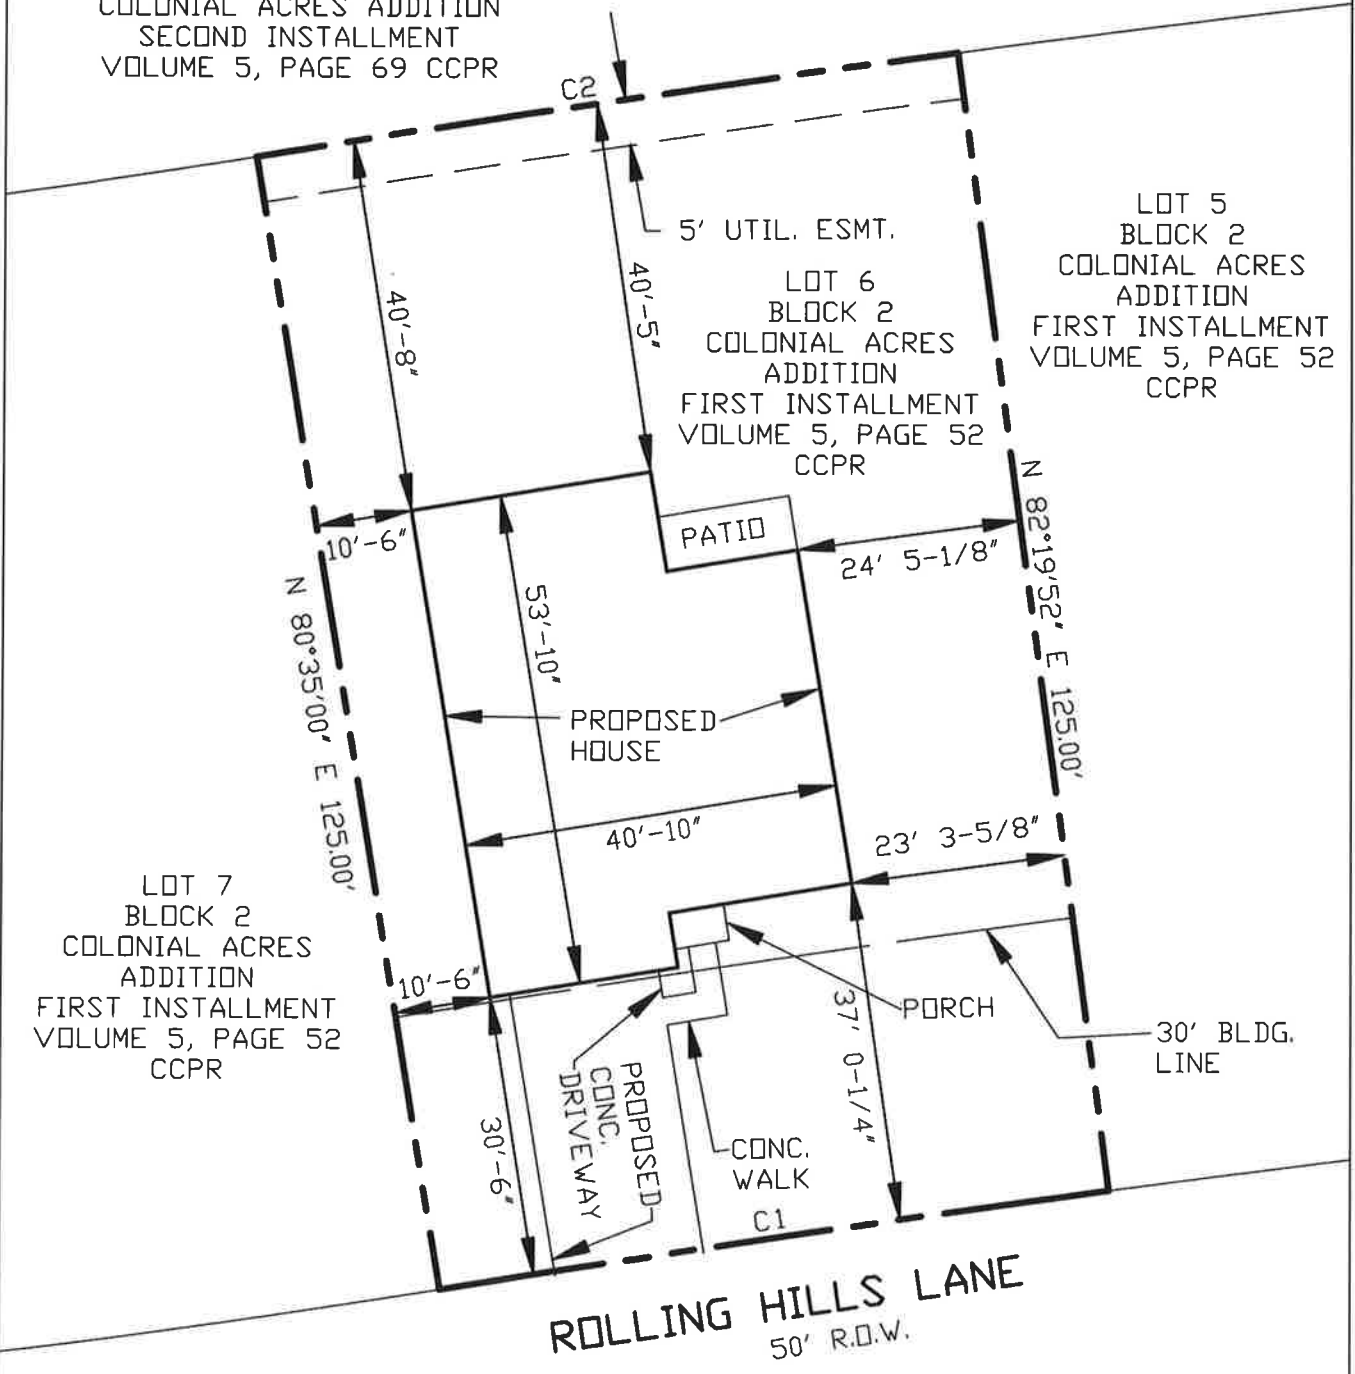 COLONIAL ACRES ADDITION
SECOND INSTALLMENT
VOLUME 5, PAGE 69 CCPR
C2
5' UTIL. ESMT.
LOT 5
BLOCK 2
COLONIAL ACRES
ADDITION
FIRST INSTALLMENT
VOLUME 5, PAGE 52
CCPR
40'-8"
40'-5"
LOT 6
BLOCK 2
COLONIAL ACRES
ADDITION
FIRST INSTALLMENT
VOLUME 5, PAGE 52
CCPR
10'-6"
PATIO
24' 5-1/8"
N 82°19'52" E 125.00'
N 80°35'00" E 125.00'
53'-10"
PROPOSED
HOUSE
40'-10"
23' 3-5/8"
LOT 7
BLOCK 2
COLONIAL ACRES
ADDITION
FIRST INSTALLMENT
VOLUME 5, PAGE 52
CCPR
10'-6"
PORCH
30' BLDG.
LINE
37' 0-1/4"
30'-6"
PROPOSED
CONC.
DRIVEWAY
CONC.
WALK
C1
ROLLING HILLS LANE
50' R.O.W.